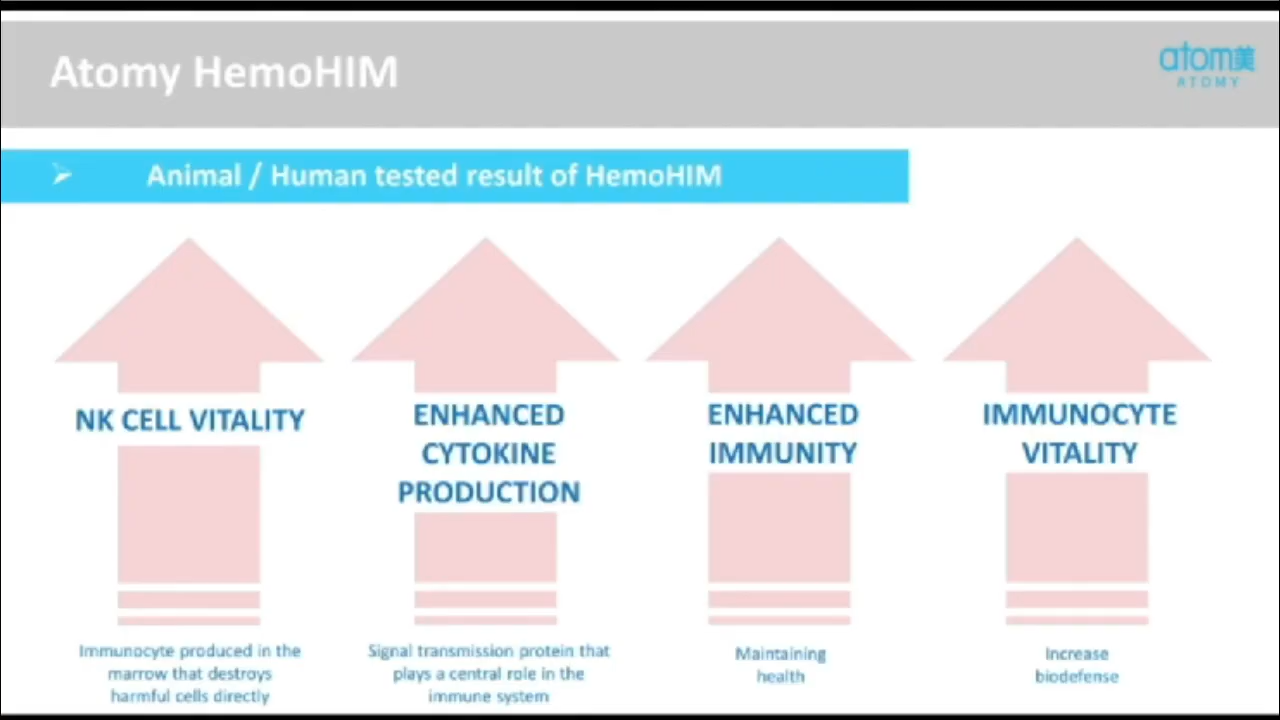 Atomy HemoHIM
atom美
ATOMY
Animal / Human tested result of HemoHIM
NK CELL VITALITY
Immunocyte produced in the
marrow that destroys
harmful cells directly
ENHANCED
CYTOKINE
PRODUCTION
Signal transmission protein that
plays a central role in the
immune system
ENHANCED
IMMUNITY
Maintaining
health
IMMUNOCYTE
VITALITY
Increase
biodefense